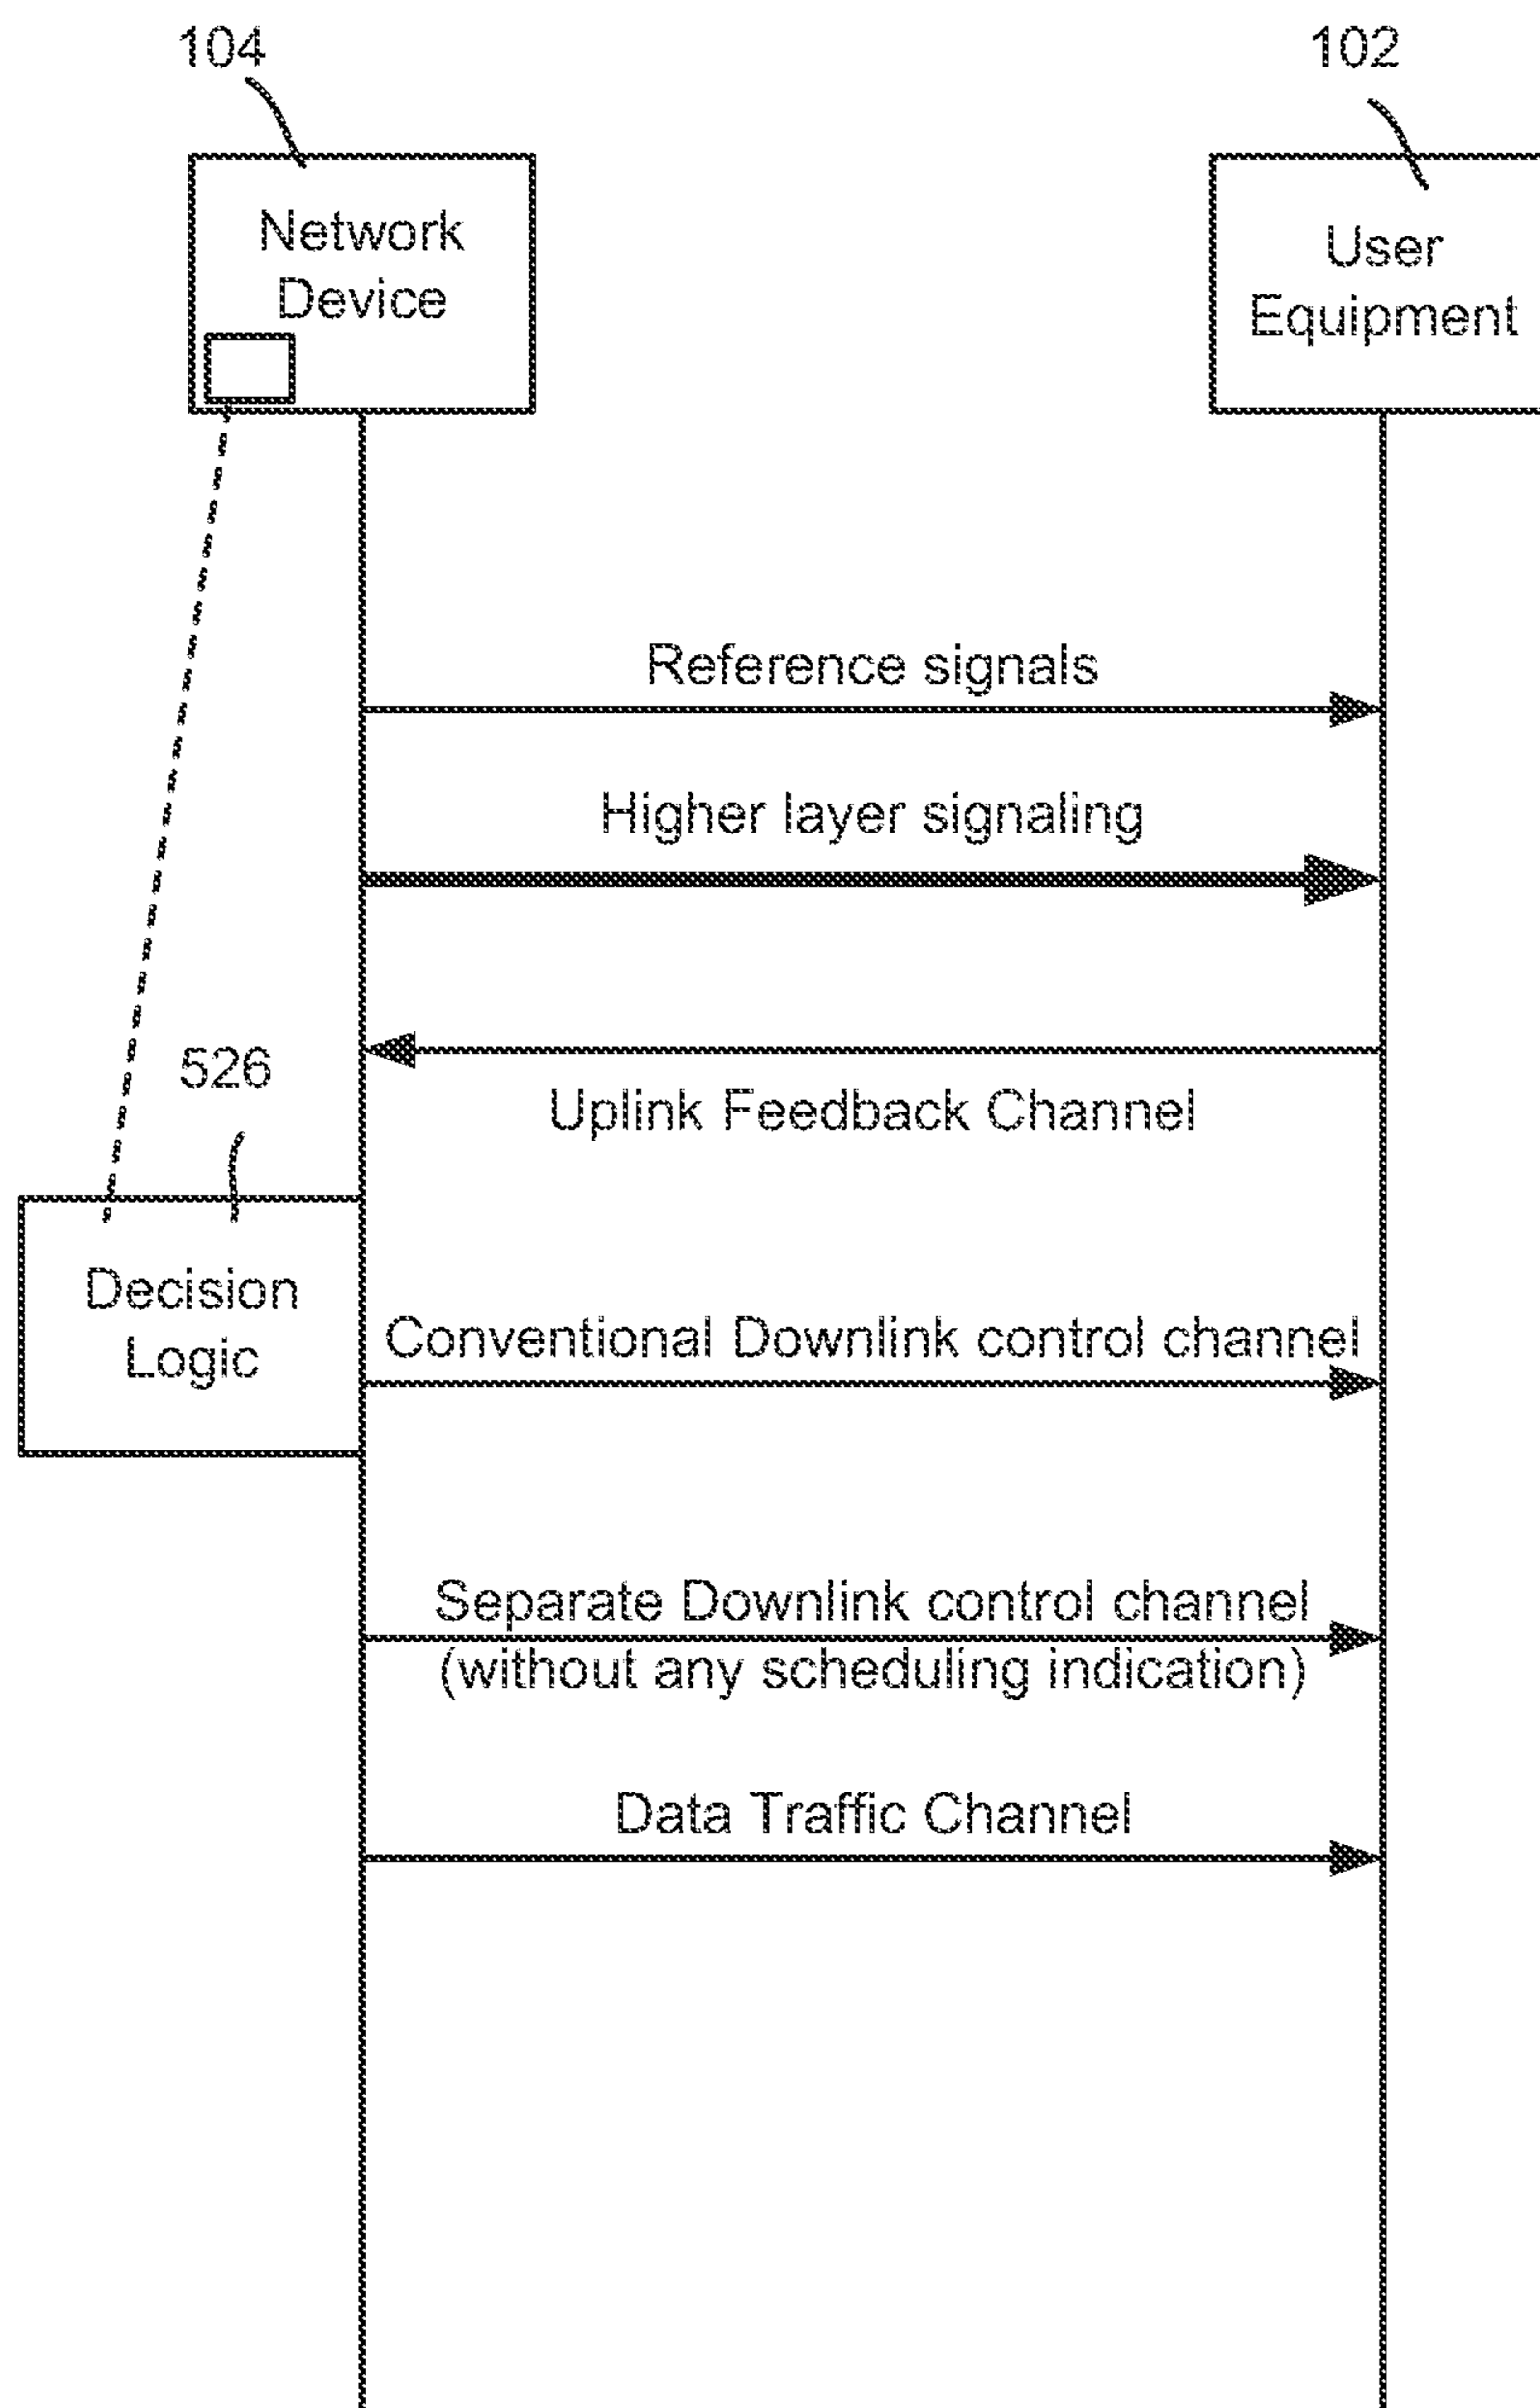 104
102
Network
Device
User
Equipment
Reference signals
Higher layer signaling
526
Uplink Feedback Channel
Decision
Logic
Conventional Downlink control channel
Separate Downlink control channel
(without any scheduling indication)
Data Traffic Channel